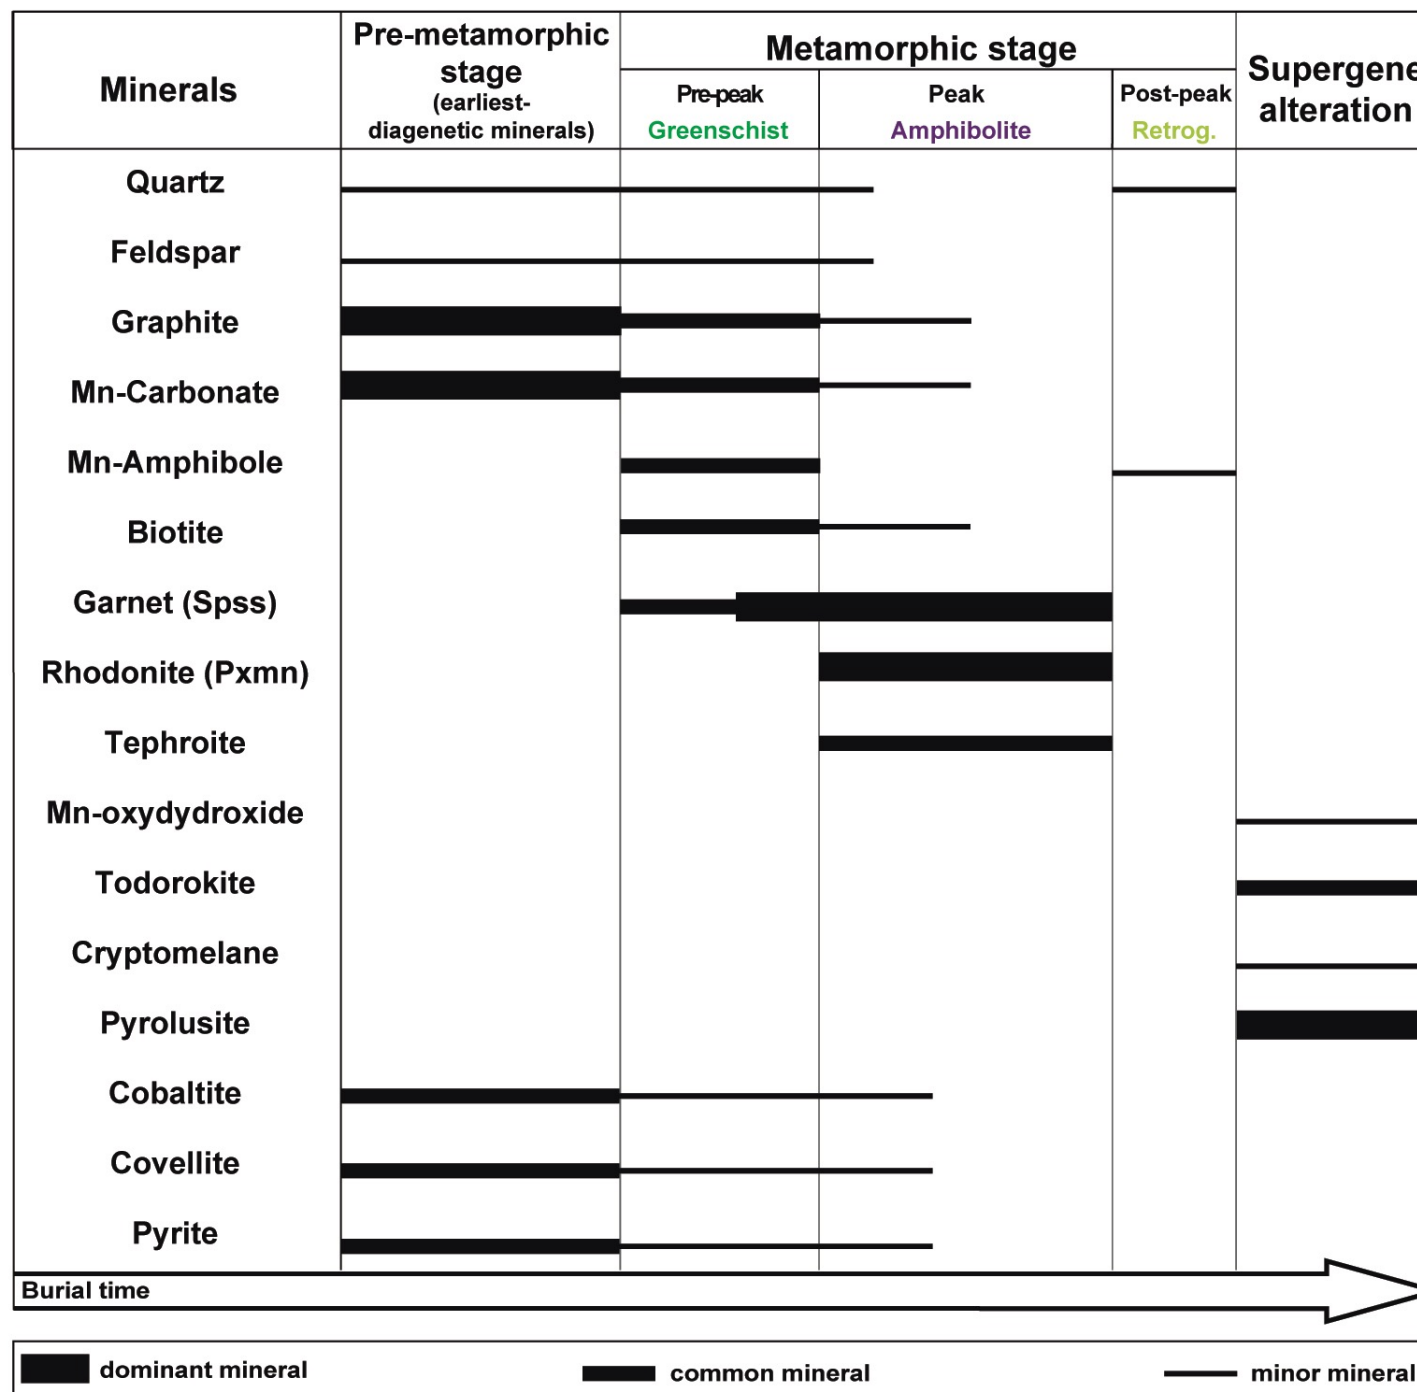 Minerals
Pre-metamorphic
stage
(earliest-
diagenetic minerals)
Metamorphic stage
Pre-peak
Greenschist
Peak
Amphibolite
Post-peak
Retrog.
Supergene
alteration
Quartz
Feldspar
Graphite
Mn-Carbonate
Mn-Amphibole
Biotite
Garnet (Spss)
Rhodonite (Pxmn)
Tephroite
Mn-oxydydroxide
Todorokite
Cryptomelane
Pyrolusite
Cobaltite
Covellite
Pyrite
Burial time
dominant mineral
common mineral
minor mineral